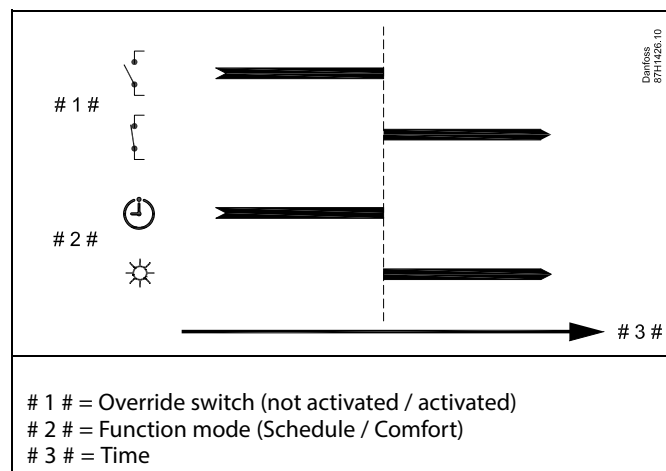 Danfoss
87H1426.10
# 1 #
# 2 #
# 3 #
# 1 # = Override switch (not activated / activated)
# 2 # = Function mode (Schedule / Comfort)
# 3 # = Time